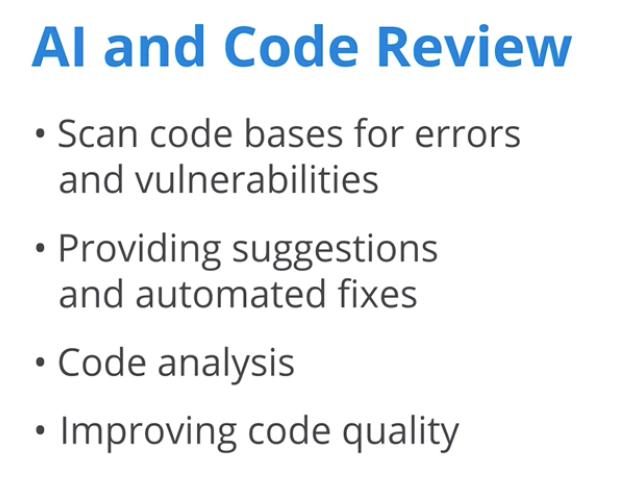 AI and Code Review
• Scan code bases for errors
and vulnerabilities
• Providing suggestions
and automated fixes
• Code analysis
• Improving code quality